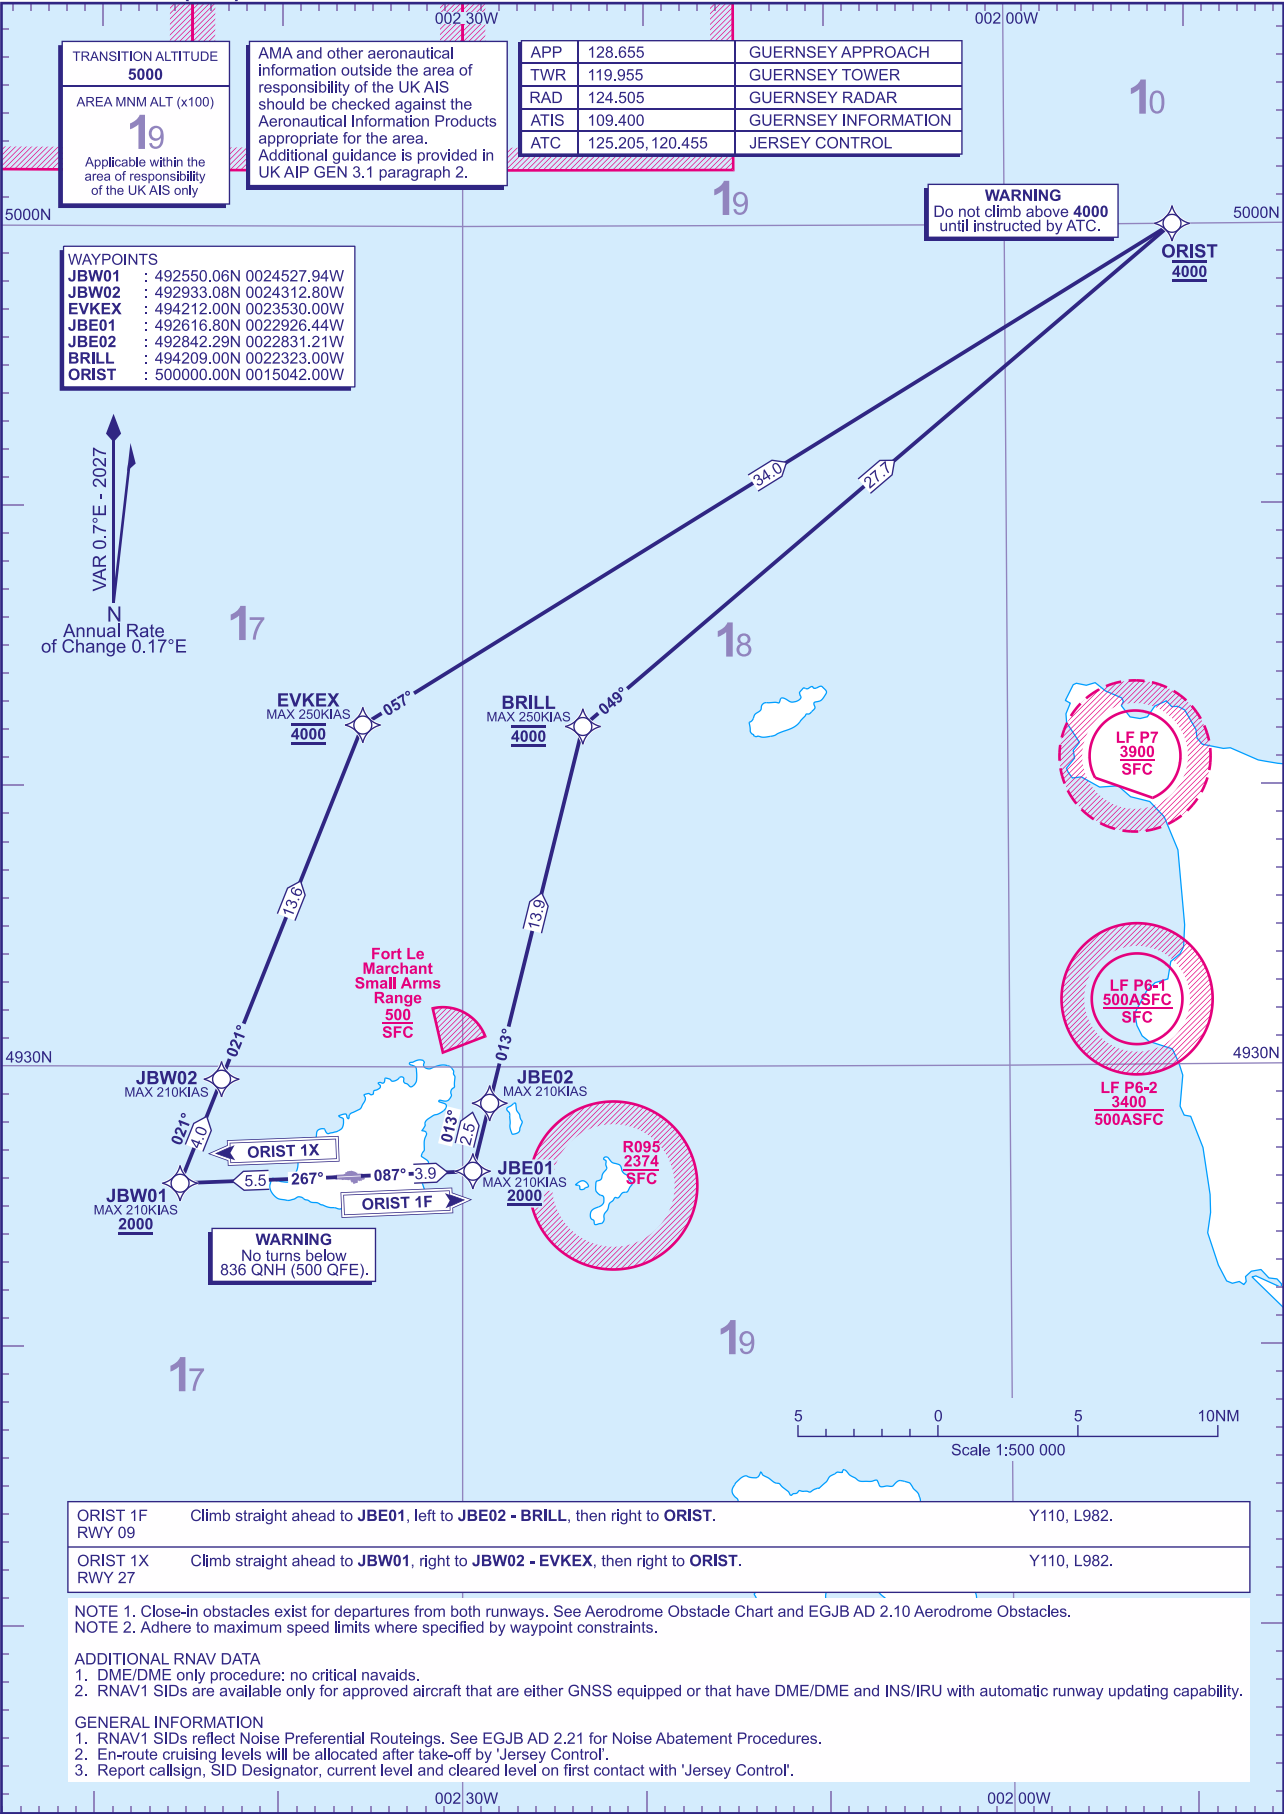 002 30W
002 00W
TRANSITION ALTITUDE
5000
AREA MNM ALT (x100)
19
Applicable within the
area of responsibility
of the UK AIS only
AMA and other aeronautical
information outside the area of
responsibility of the UK AIS
should be checked against the
Aeronautical Information Products
appropriate for the area.
Additional guidance is provided in
UK AIP GEN 3.1 paragraph 2.
APP 128.655 GUERNSEY APPROACH
TWR 119.955 GUERNSEY TOWER
RAD 124.505 GUERNSEY RADAR
ATIS 109.400 GUERNSEY INFORMATION
ATC 125.205, 120.455 JERSEY CONTROL
10
19
WARNING
Do not climb above 4000
until instructed by ATC.
5000N
5000N
ORIST
4000
WAYPOINTS
JBW01 : 492550.06N 0024527.94W
JBW02 : 492933.08N 0024312.80W
EVKEX : 494212.00N 0023530.00W
JBE01 : 492616.80N 0022926.44W
JBE02 : 492842.29N 0022831.21W
BRILL : 494209.00N 0022323.00W
ORIST : 500000.00N 0015042.00W
VAR 0.7°E - 2027
N
Annual Rate
of Change 0.17°E
34.0
27.7
17
18
EVKEX
MAX 250KIAS
4000
057°
BRILL
MAX 250KIAS
4000
049°
LF P7
3900
SFC
13.6
13.9
Fort Le
Marchant
Small Arms
Range
500
SFC
LF P6-1
500ASFC
SFC
021°
013°
4930N
4930N
JBW02
MAX 210KIAS
JBE02
MAX 210KIAS
LF P6-2
3400
500ASFC
021°
4.0
013°
2.5
ORIST 1X
R095
2374
SFC
5.5 267° 087° 3.9
JBE01
MAX 210KIAS
2000
JBW01
MAX 210KIAS
2000
ORIST 1F
WARNING
No turns below
836 QNH (500 QFE).
19
17
5 0 5 10NM
Scale 1:500 000
ORIST 1F Climb straight ahead to JBE01, left to JBE02 - BRILL, then right to ORIST. Y110, L982.
RWY 09
ORIST 1X Climb straight ahead to JBW01, right to JBW02 - EVKEX, then right to ORIST. Y110, L982.
RWY 27
NOTE 1. Close-in obstacles exist for departures from both runways. See Aerodrome Obstacle Chart and EGJB AD 2.10 Aerodrome Obstacles.
NOTE 2. Adhere to maximum speed limits where specified by waypoint constraints.
ADDITIONAL RNAV DATA
1. DME/DME only procedure: no critical navaids.
2. RNAV1 SIDs are available only for approved aircraft that are either GNSS equipped or that have DME/DME and INS/IRU with automatic runway updating capability.
GENERAL INFORMATION
1. RNAV1 SIDs reflect Noise Preferential Routeings. See EGJB AD 2.21 for Noise Abatement Procedures.
2. En-route cruising levels will be allocated after take-off by 'Jersey Control'.
3. Report callsign, SID Designator, current level and cleared level on first contact with 'Jersey Control'.
002 30W
002 00W